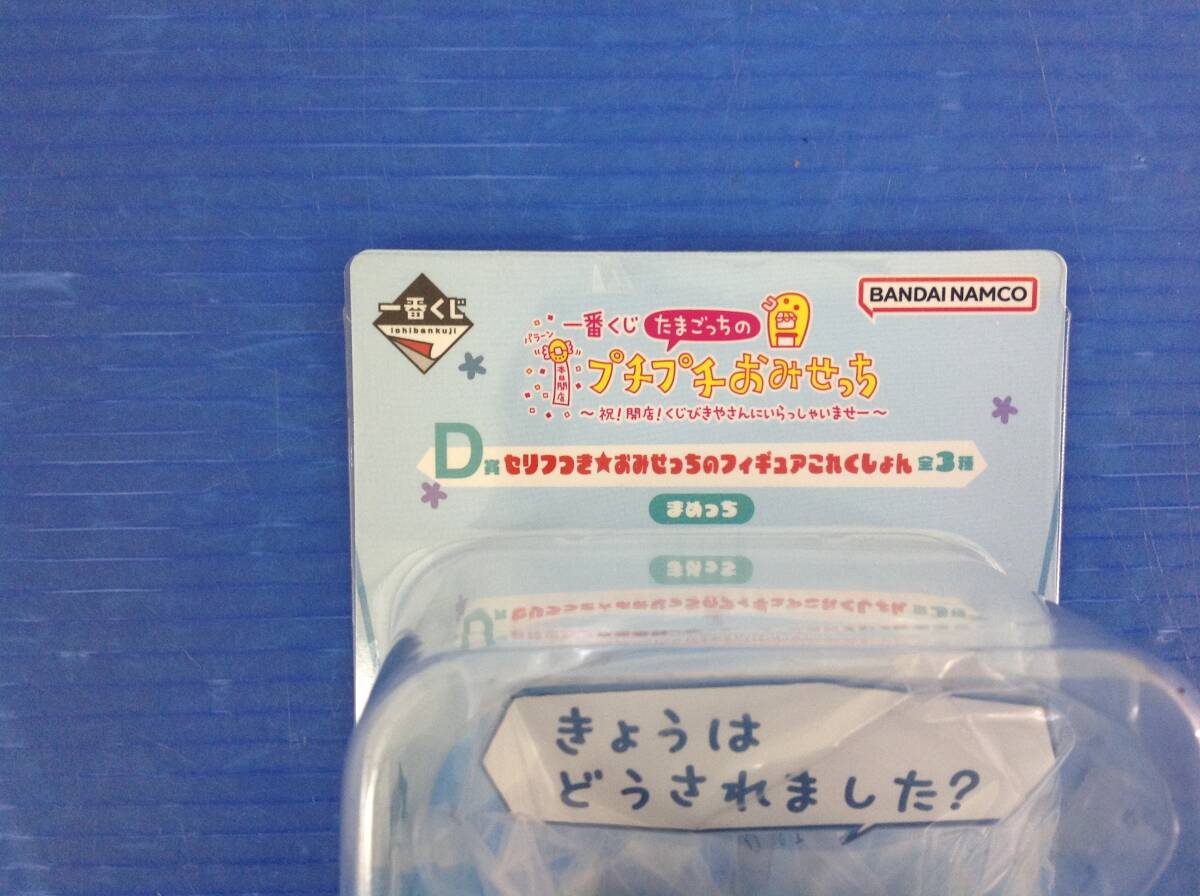 一番くじ
ichibankuji
BANDAI NAMCO
一番くじ たまごっちの
パラーン
本日開店
プチプチおみせっち
～祝！開店！くじびきやさんにいらっしゃいませー～
D賞 セリフつき★おみせっちのフィギュアこれくしょん 全3種
まめっち
きょうは
どうされました？